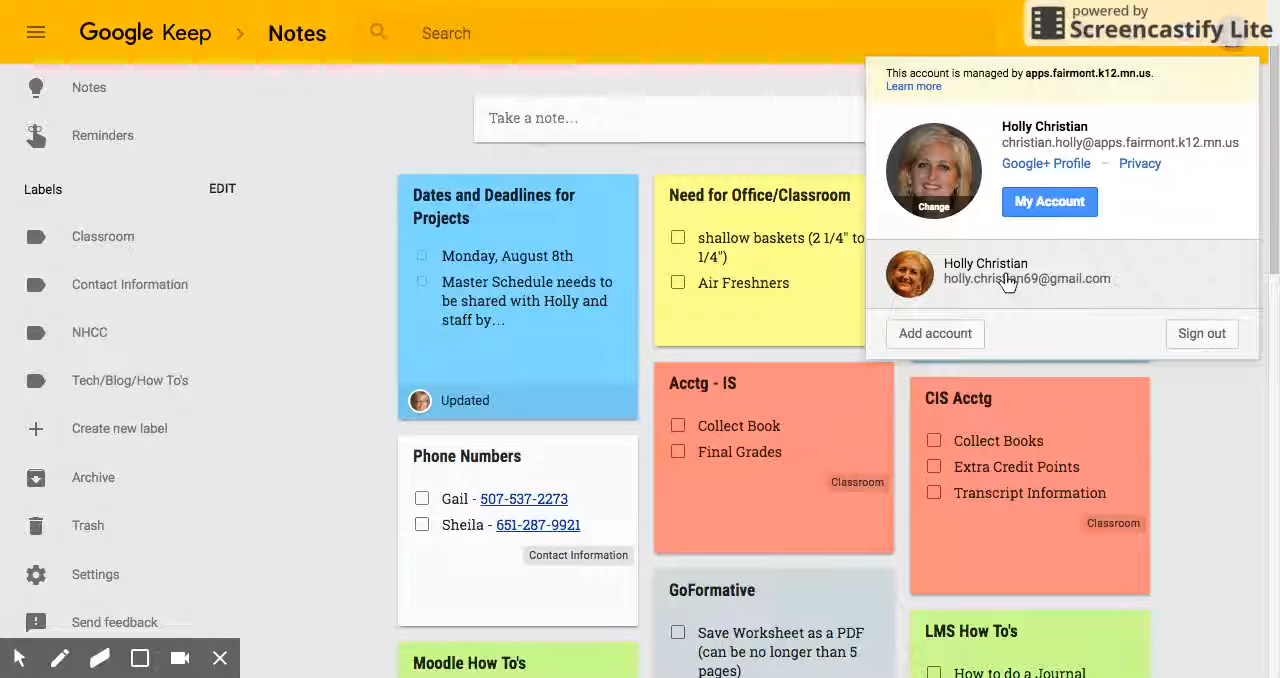 Google Keep > Notes
Search
powered by
Screencastify Lite
Notes
Reminders
Labels
EDIT
Classroom
Contact Information
NHCC
Tech/Blog/How To's
Create new label
Archive
Trash
Settings
Send feedback
Take a note...
Dates and Deadlines for
Projects
Monday, August 8th
Master Schedule needs to
be shared with Holly and
staff by...
Updated
Phone Numbers
Gail - 507-537-2273
Sheila - 651-287-9921
Contact Information
Moodle How To's
Need for Office/Classroom
shallow baskets (2 1/4" to
1/4")
Air Fresheners
Acctg - IS
Collect Book
Final Grades
Classroom
GoFormative
Save Worksheet as a PDF
(can be no longer than 5
pages)
This account is managed by apps.fairmont.k12.mn.us.
Learn more
Change
Holly Christian
christian.holly@apps.fairmont.k12.mn.us
Google+ Profile – Privacy
My Account
Holly Christian
holly.christian69@gmail.com
Add account
Sign out
CIS Acctg
Collect Books
Extra Credit Points
Transcript Information
Classroom
LMS How To's
How to do a Journal